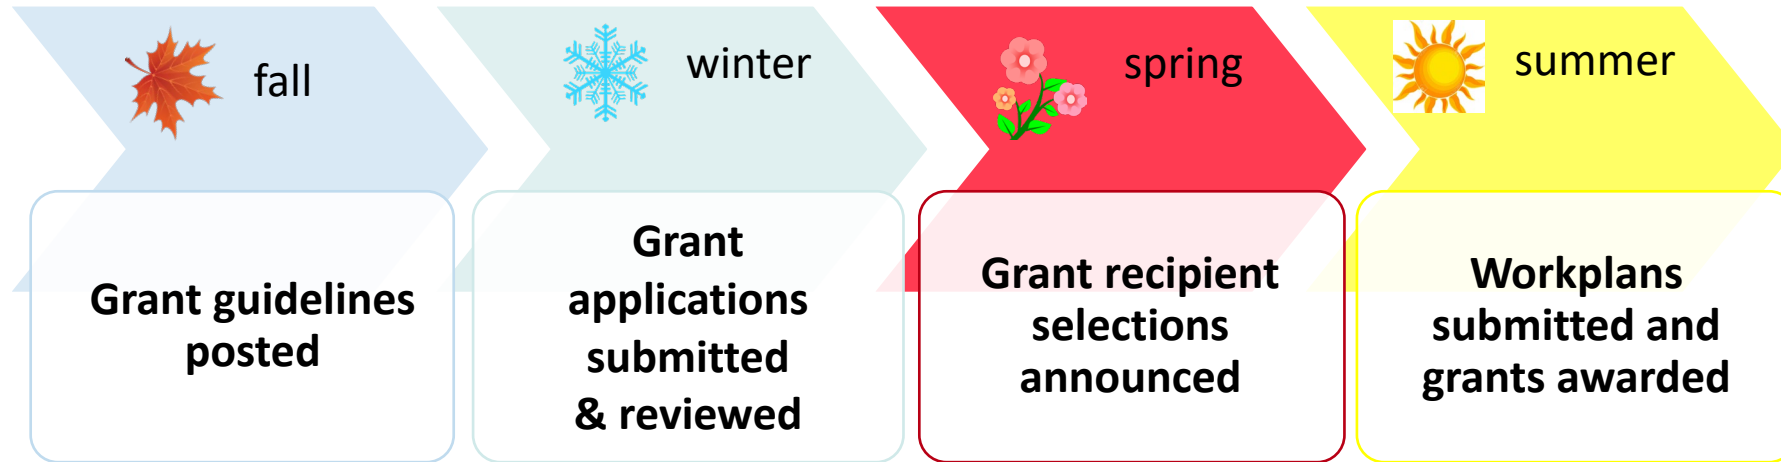 fall
Grant guidelines
posted
winter
Grant
applications
submitted
& reviewed
spring
Grant recipient
selections
announced
summer
Workplans
submitted and
grants awarded